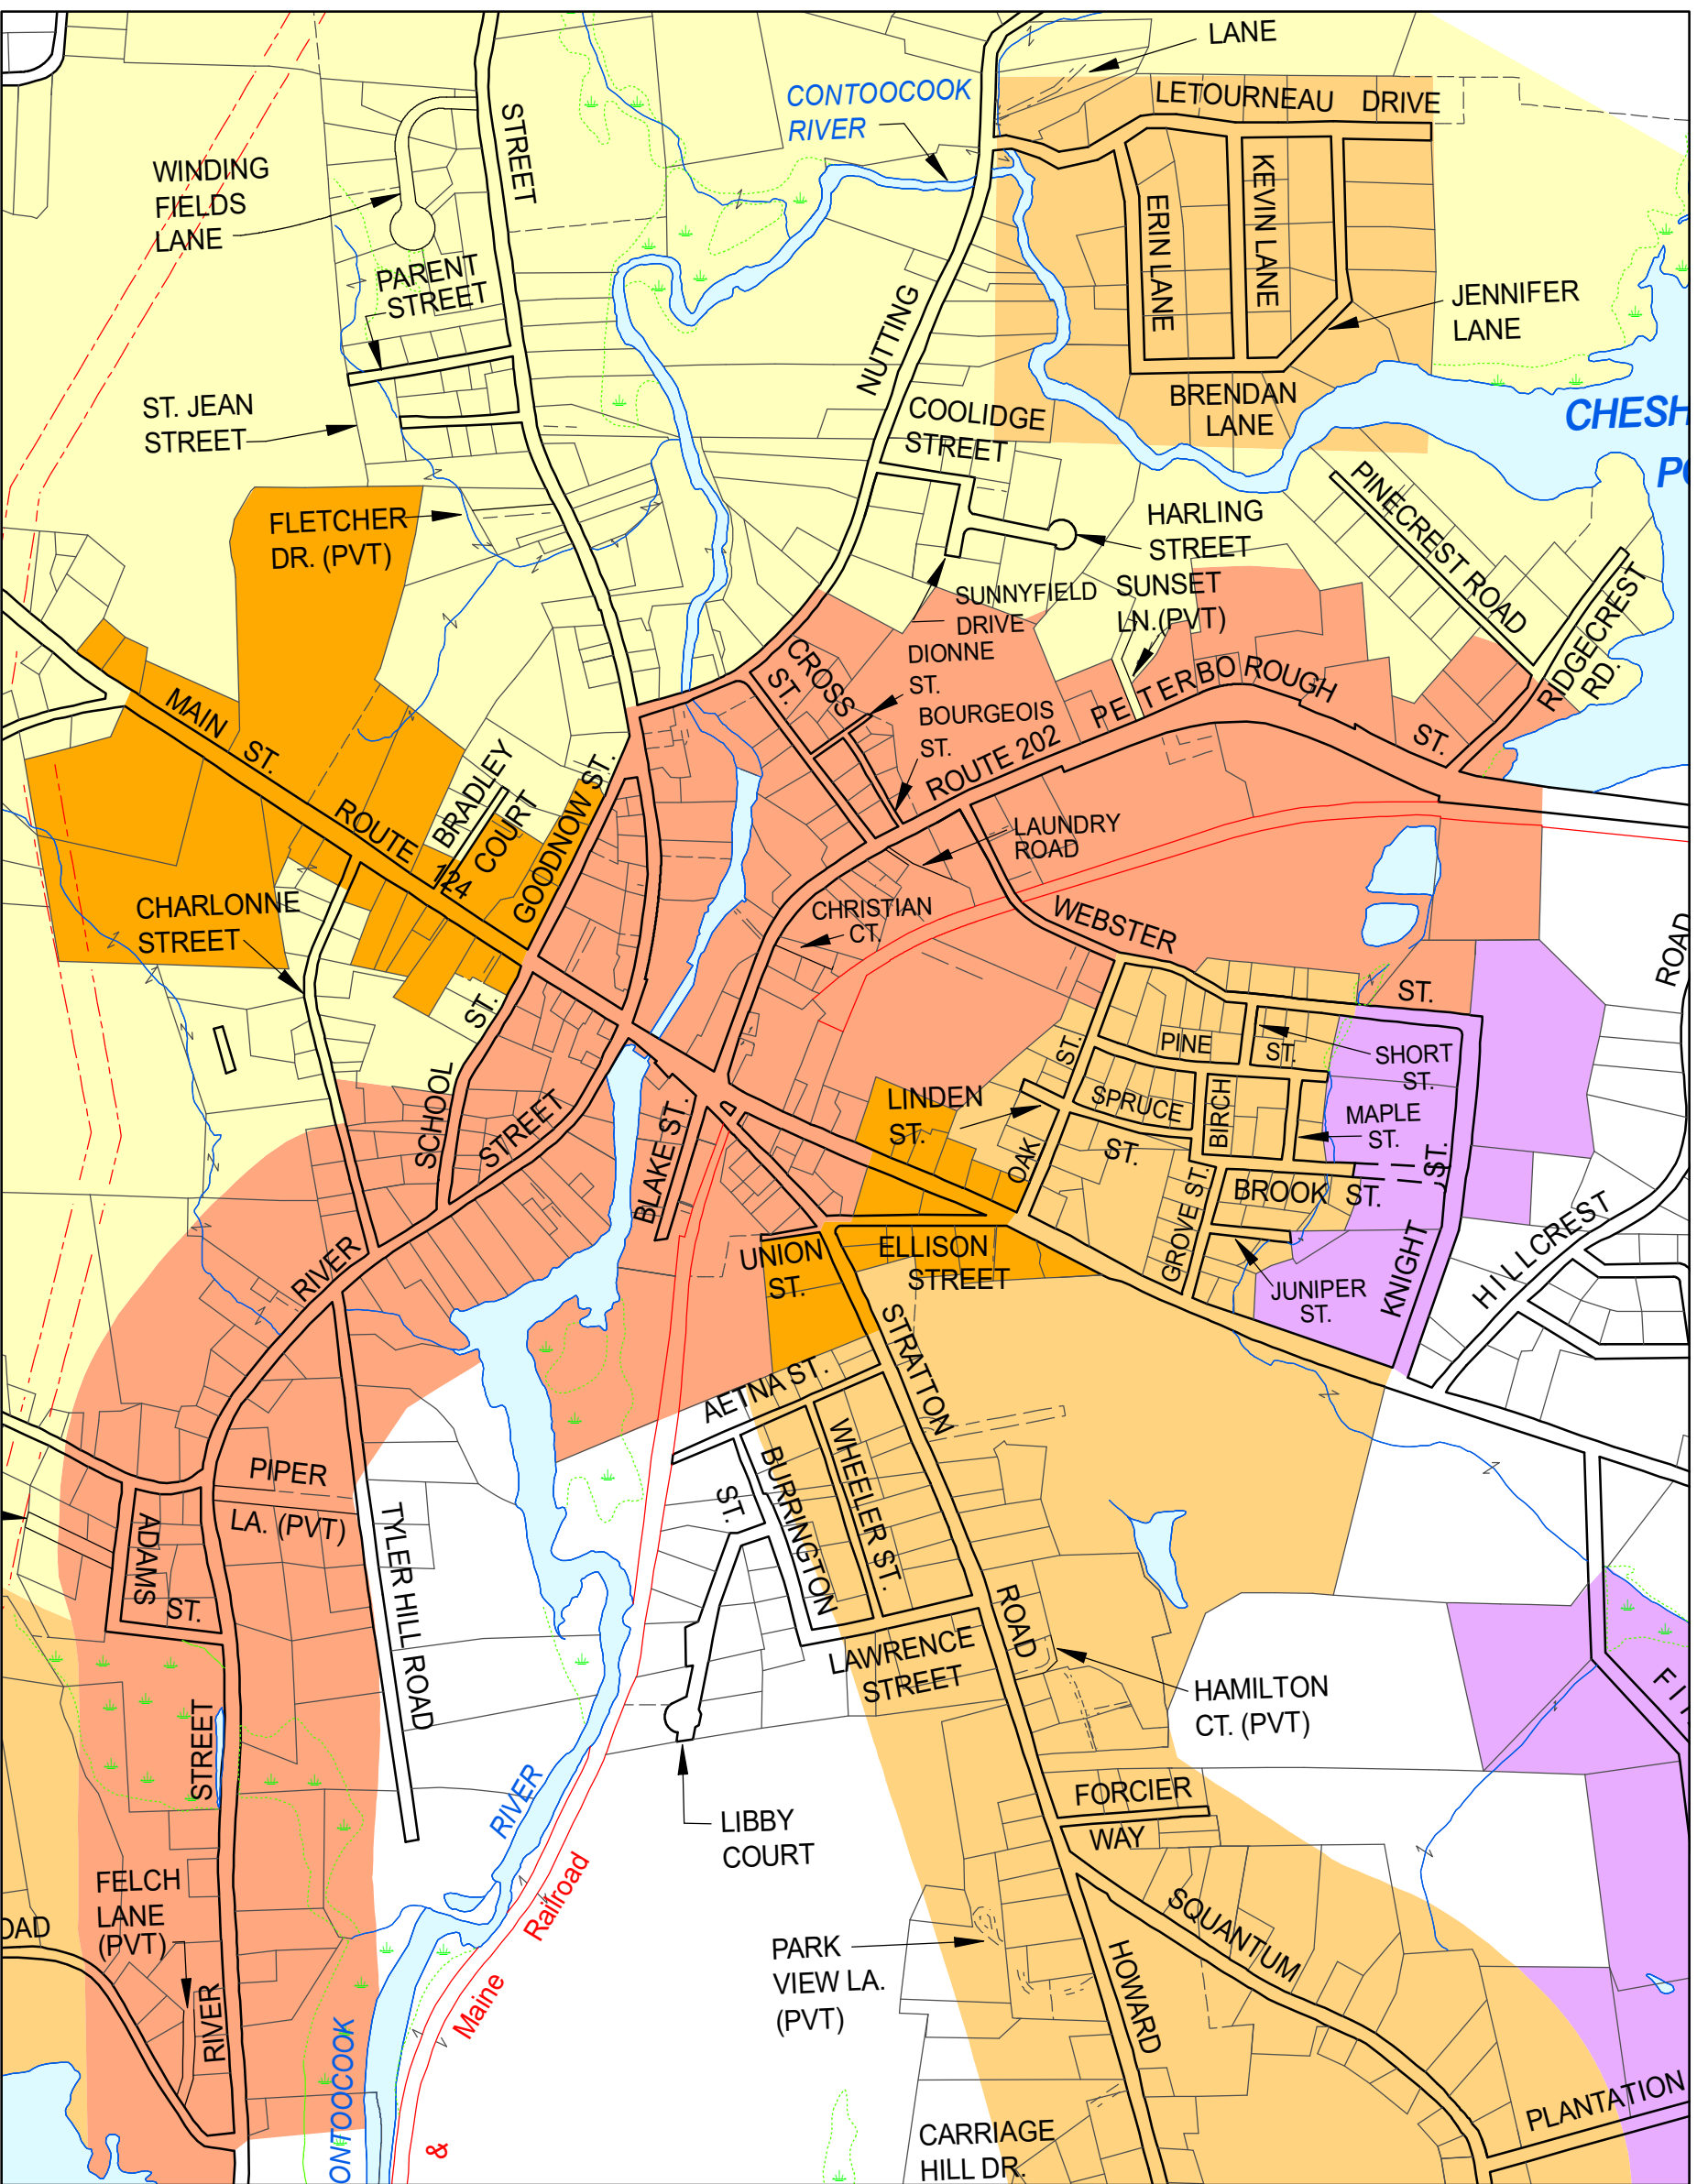 LANE
LETOURNEAU DRIVE
CONTOOCOOK
RIVER
STREET
WINDING
FIELDS
LANE
KEVIN LANE
ERIN LANE
PARENT
STREET
JENNIFER
LANE
NUTTING
BRENDAN
LANE
ST. JEAN
STREET
COOLIDGE
STREET
CHESH
PINECREST ROAD
FLETCHER
DR. (PVT)
HARLING
STREET
SUNSET
LN.(PVT)
SUNNYFIELD
DRIVE
RIDGECREST
RD.
CROSS
ST.
DIONNE
ST.
BOURGEOIS
ST.
PETERBOROUGH
ST.
ROUTE 202
MAIN
ST.
ROUTE
124
BRADLEY
COURT
GOODNOW ST.
LAUNDRY
ROAD
CHARLONNE
STREET
CHRISTIAN
CT.
WEBSTER
ST.
ROAD
ST.
SCHOOL
PINE
ST.
SHORT
ST.
OAK
ST.
LINDEN
ST.
SPRUCE
ST.
BIRCH
MAPLE
ST.
STREET
BLAKE ST.
BROOK ST.
GROVE ST.
KNIGHT
ST.
HILLCREST
RIVER
UNION
ST.
ELLISON
STREET
JUNIPER
ST.
STRATTON
AETNA ST.
WHEELER ST.
BURRINGTON
ST.
PIPER
LA. (PVT)
ADAMS
ST.
TYLER HILL ROAD
ROAD
LAWRENCE
STREET
HAMILTON
CT. (PVT)
STREET
FORCIER
WAY
RIVER
LIBBY
COURT
Railroad
FELCH
LANE
(PVT)
OAD
SQUANTUM
PARK
VIEW LA.
(PVT)
HOWARD
Maine
RIVER
ONTOOCOOK
&
PLANTATION
CARRIAGE
HILL DR.